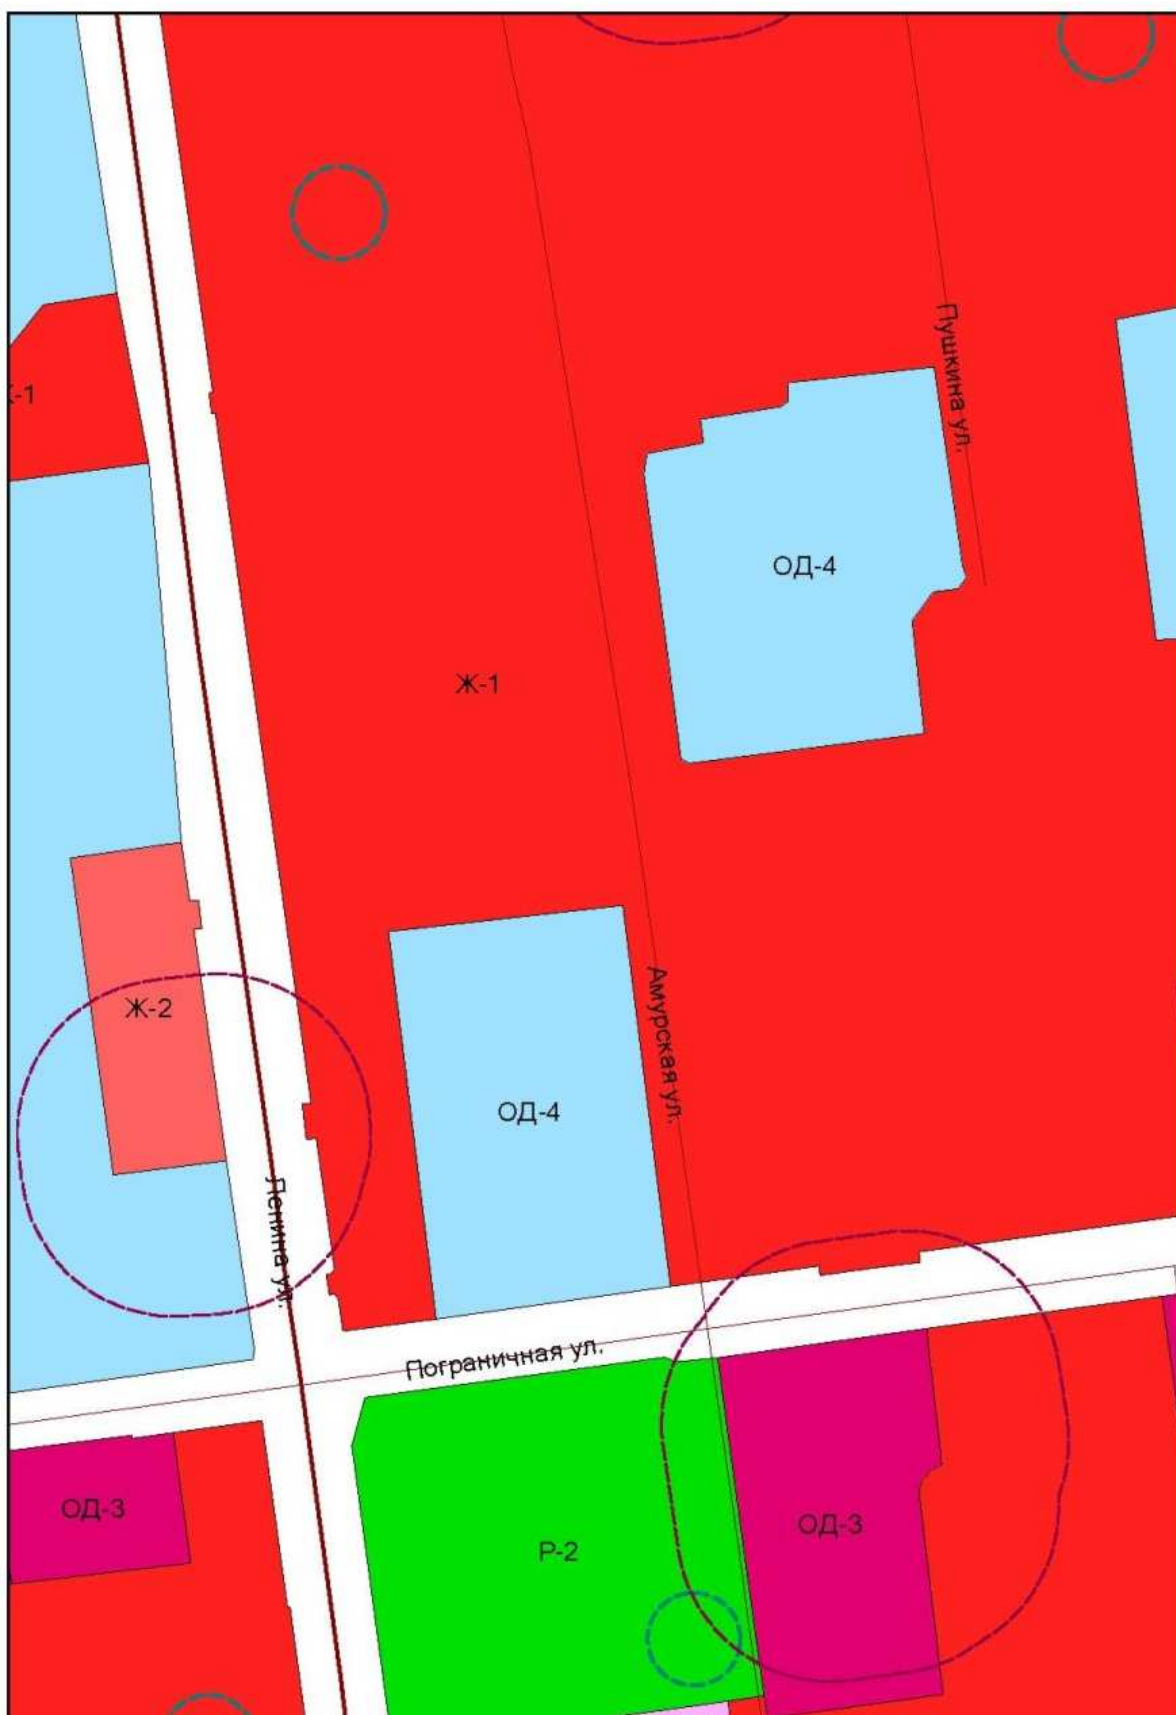 Пушкина ул.
Ж-1
ОД-4
Ж-1
Амурская ул.
Ж-2
ОД-4
Ленина ул.
Пограничная ул.
ОД-3
ОД-3
Р-2